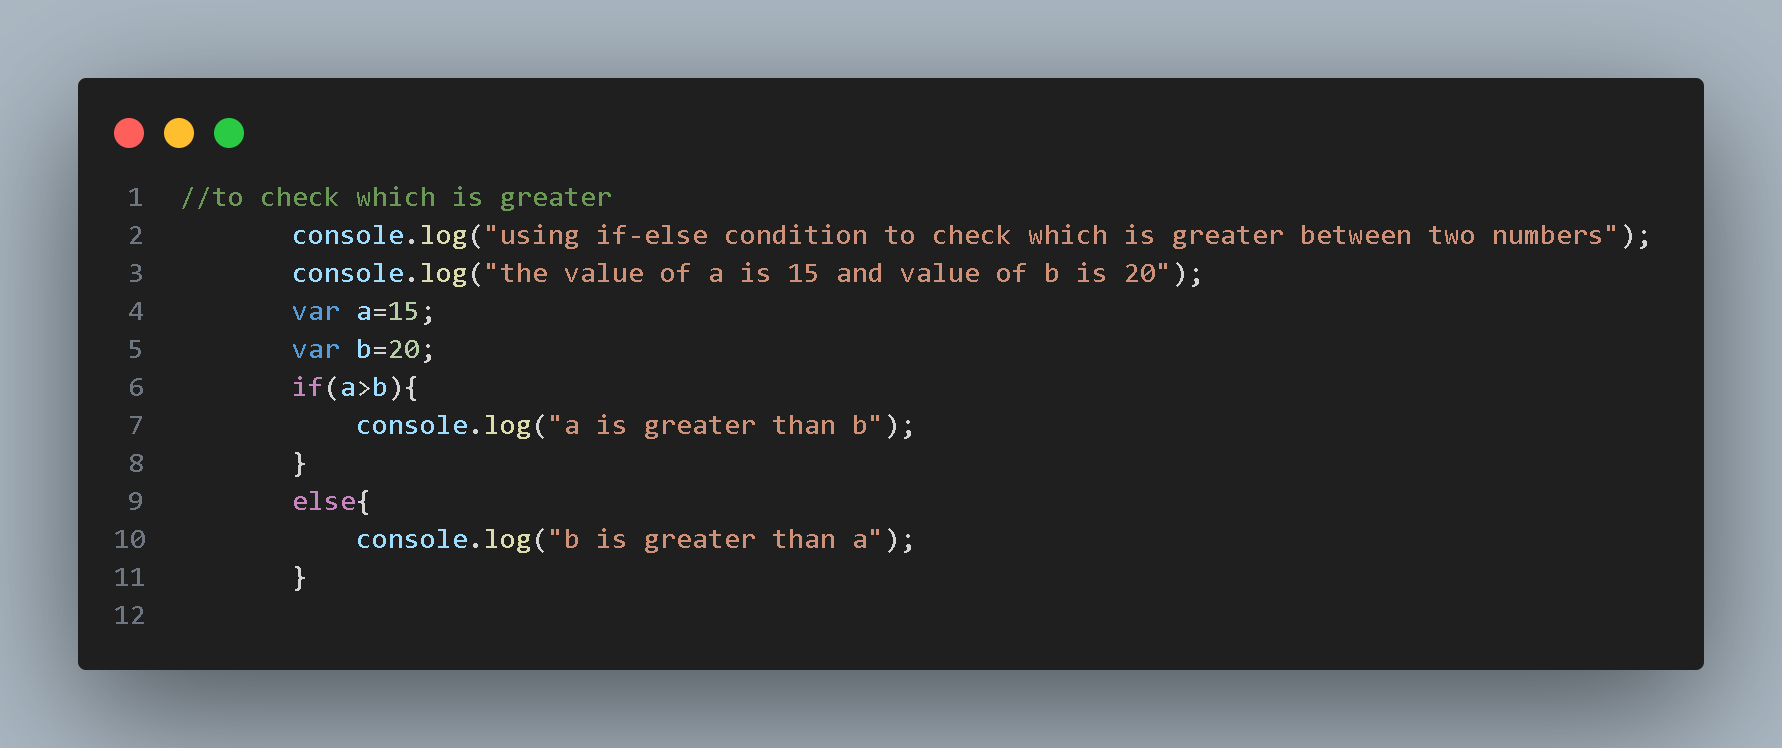 1 //to check which is greater
2 console.log("using if-else condition to check which is greater between two numbers");
3 console.log("the value of a is 15 and value of b is 20");
4 var a=15;
5 var b=20;
6 if(a>b){
7 console.log("a is greater than b");
8 }
9 else{
10 console.log("b is greater than a");
11 }
12